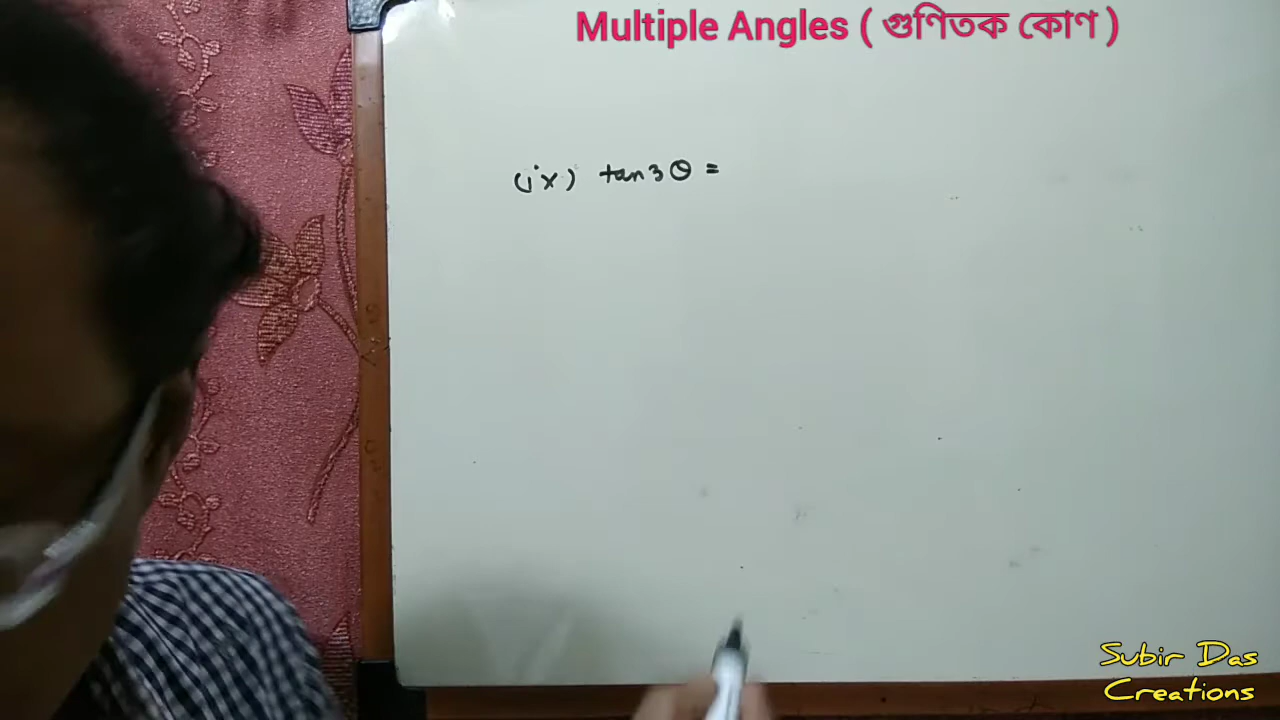 Multiple Angles ( গুণিতক কোণ )
(ix) tan3θ =
Subir Das
Creations